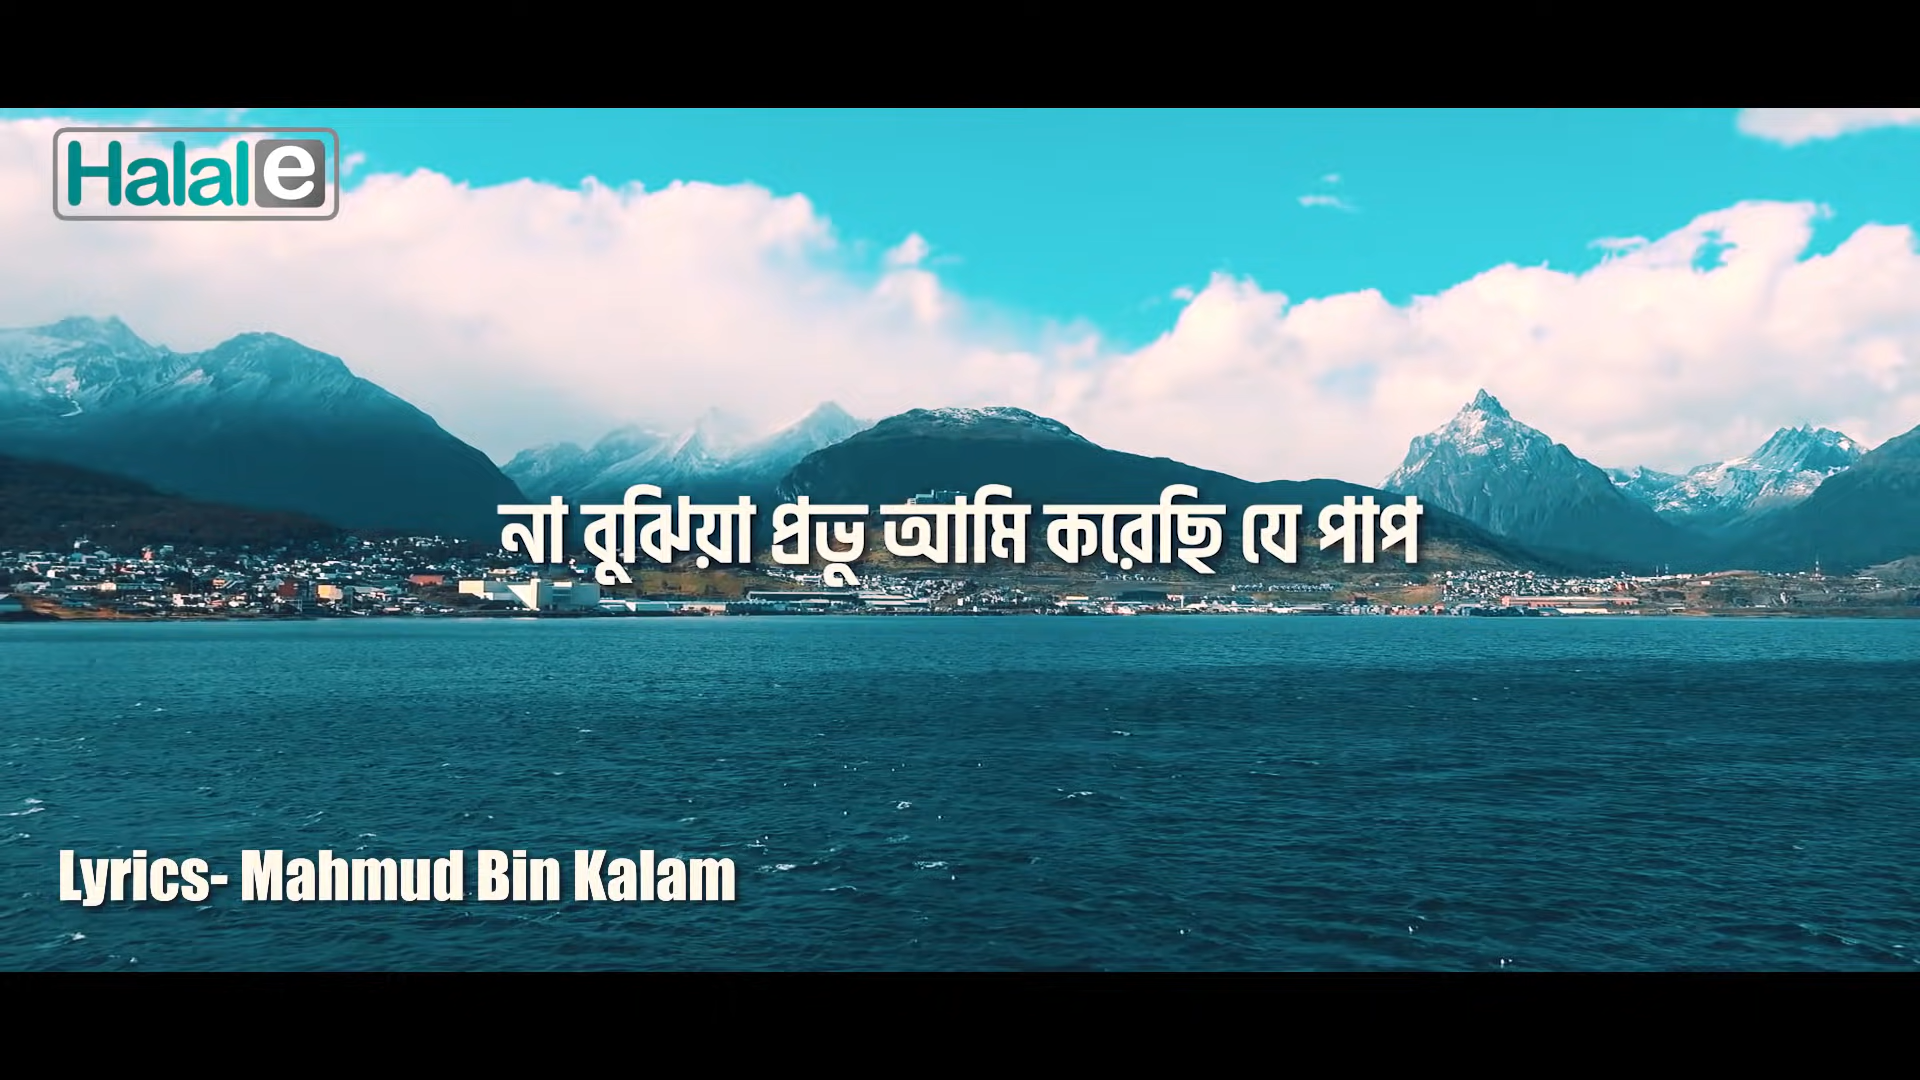 Halal e
না বুঝিয়া প্রভু আমি করেছি যে পাপ
Lyrics- Mahmud Bin Kalam